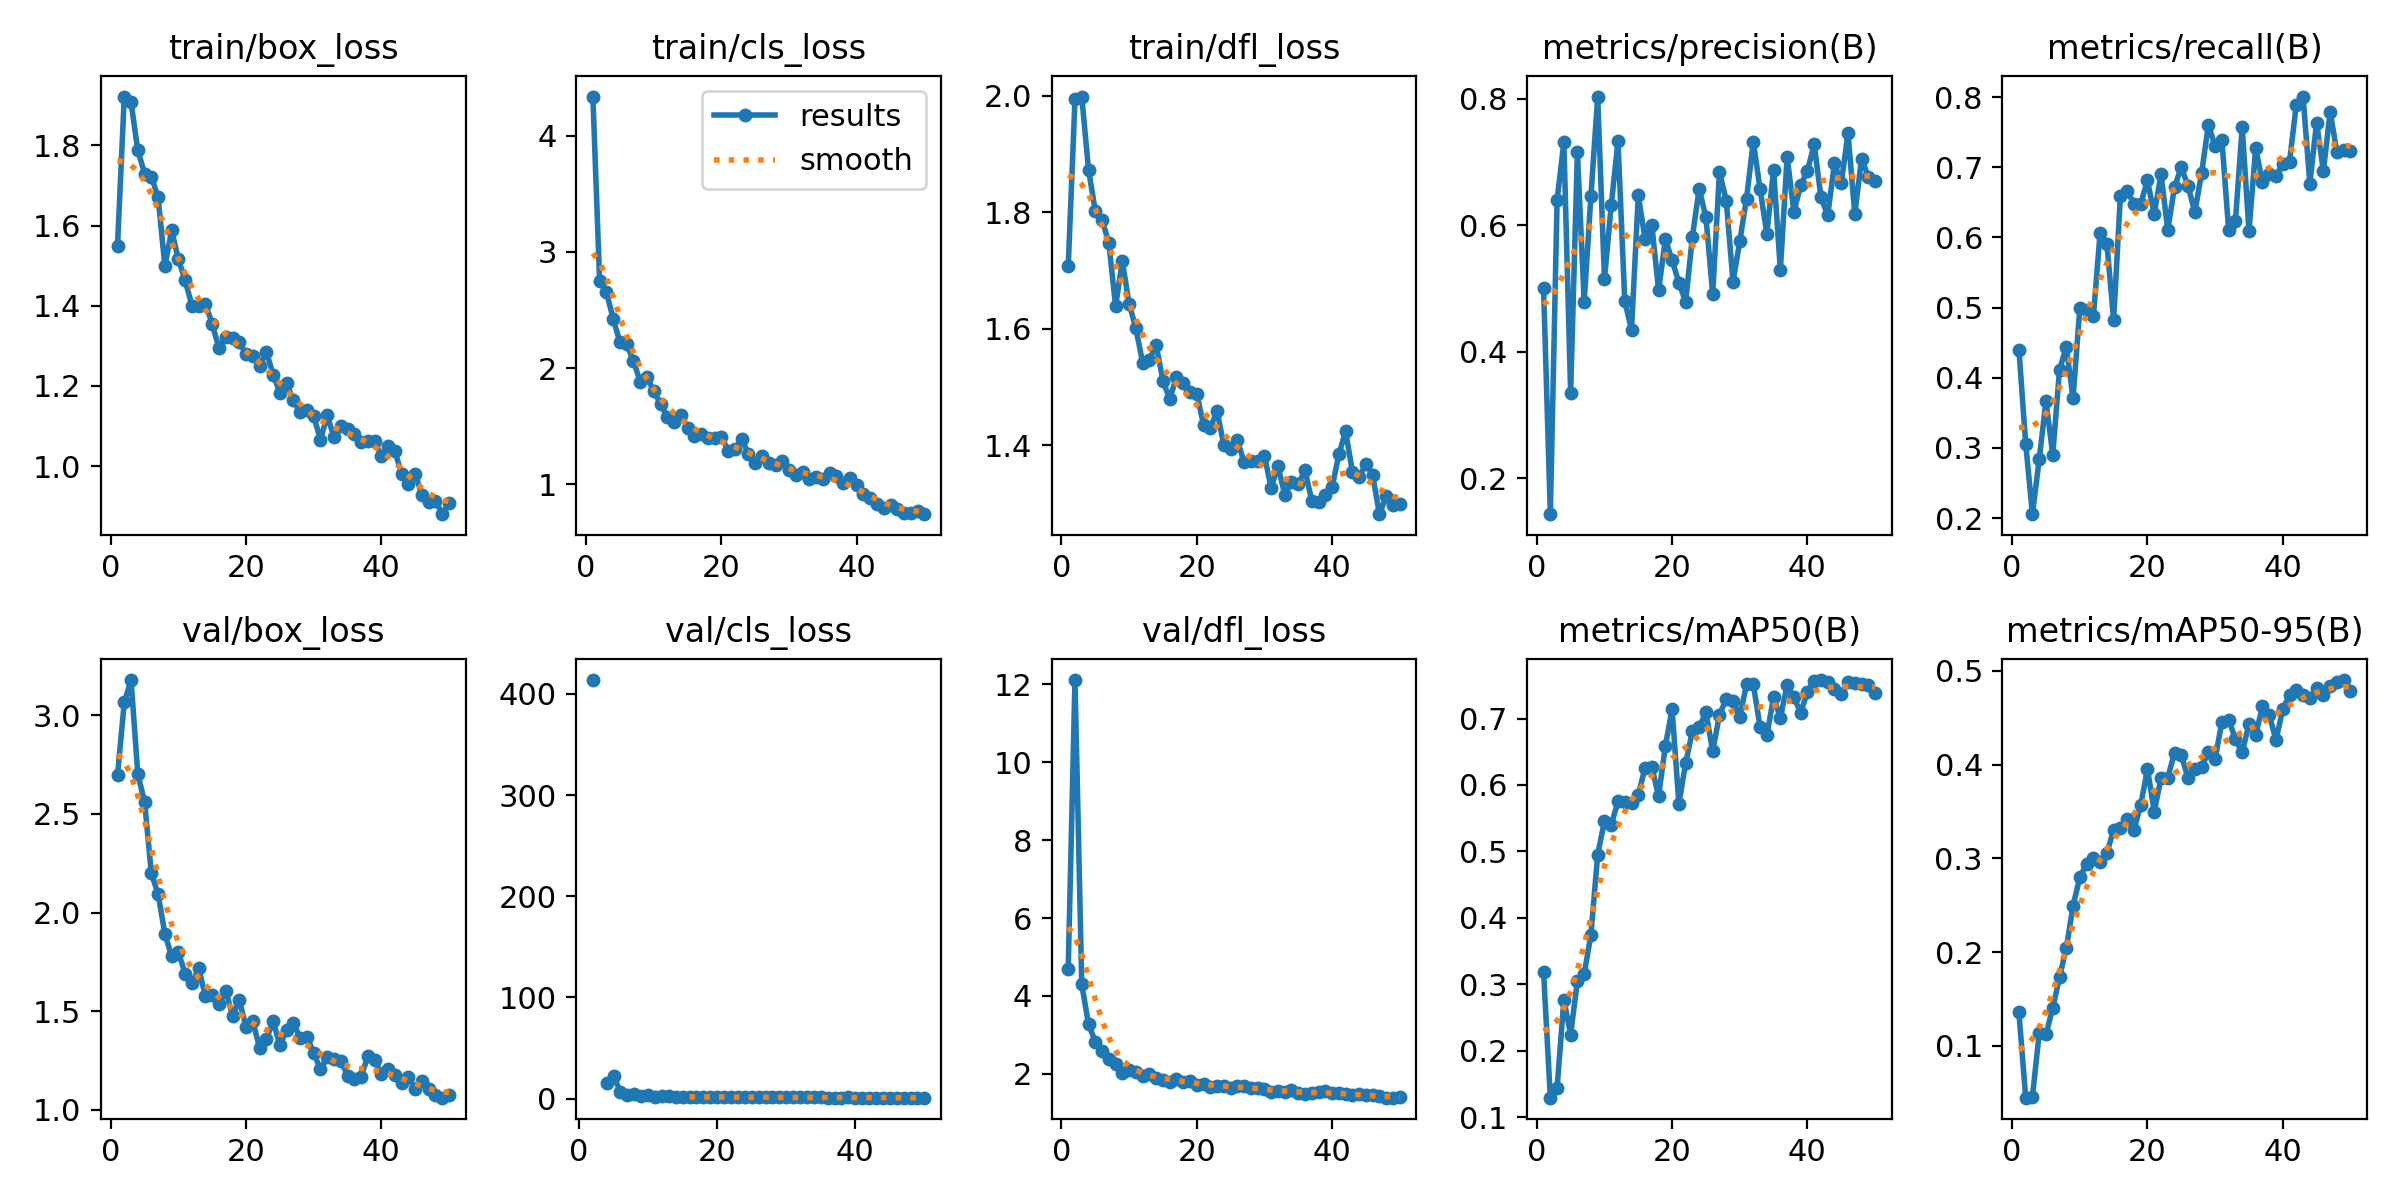 train/box_loss
train/cls_loss
train/dfl_loss
metrics/precision(B)
metrics/recall(B)
results
smooth
1.8
1.6
1.4
1.2
1.0
0 20 40
4
3
2
1
0 20 40
2.0
1.8
1.6
1.4
0 20 40
0.8
0.6
0.4
0.2
0 20 40
0.8
0.7
0.6
0.5
0.4
0.3
0.2
0 20 40
val/box_loss
val/cls_loss
val/dfl_loss
metrics/mAP50(B)
metrics/mAP50-95(B)
3.0
2.5
2.0
1.5
1.0
0 20 40
400
300
200
100
0
0 20 40
12
10
8
6
4
2
0 20 40
0.7
0.6
0.5
0.4
0.3
0.2
0.1
0 20 40
0.5
0.4
0.3
0.2
0.1
0 20 40